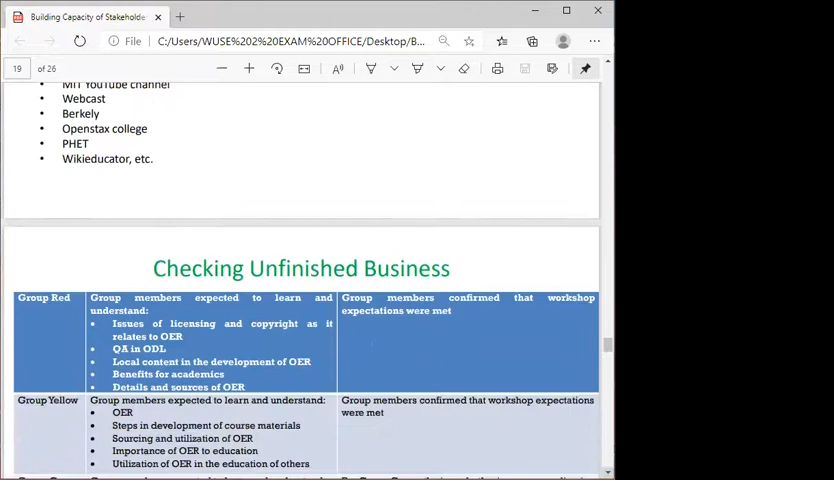 Building Capacity of Stakeholde
File
C:/Users/WUSE%202%20EXAM%20OFFICE/Desktop/B...
19 of 26
MIT YouTube channel
• Webcast
• Berkely
• Openstax college
• PHET
• Wikieducator, etc.
Checking Unfinished Business
Group Red
Group members expected to learn and
understand:
• Issues of licensing and copyright as it
relates to OER
• QA in ODL
• Local content in the development of OER
• Benefits for academics
• Details and sources of OER
Group members confirmed that workshop
expectations were met
Group Yellow
Group members expected to learn and understand:
• OER
• Steps in development of course materials
• Sourcing and utilization of OER
• Importance of OER to education
• Utilization of OER in the education of others
Group members confirmed that workshop expectations
were met